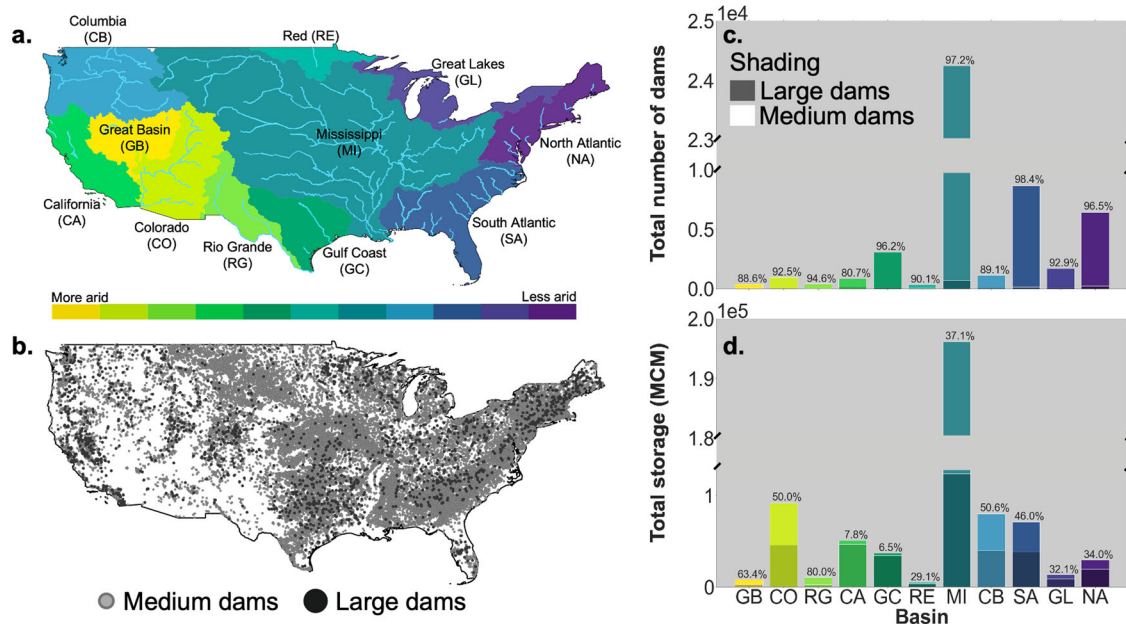 a.
Columbia
(CB)
Red (RE)
Great Lakes
(GL)
Great Basin
(GB)
Mississippi
(MI)
North Atlantic
(NA)
California
(CA)
Colorado
(CO)
Rio Grande
(RG)
Gulf Coast
(GC)
South Atlantic
(SA)
More arid
Less arid
b.
Medium dams
Large dams
c.
1e4
Total number of dams
2.5
2.4
2.3
1.0
0.5
0.0
Shading
Large dams
Medium dams
88.6%
92.5%
94.6%
80.7%
96.2%
90.1%
97.2%
89.1%
98.4%
92.9%
96.5%
d.
1e5
Total storage (MCM)
2.0
1.9
1.8
1
0
63.4%
50.0%
80.0%
7.8%
6.5%
29.1%
37.1%
50.6%
46.0%
32.1%
34.0%
GB CO RG CA GC RE MI CB SA GL NA
Basin